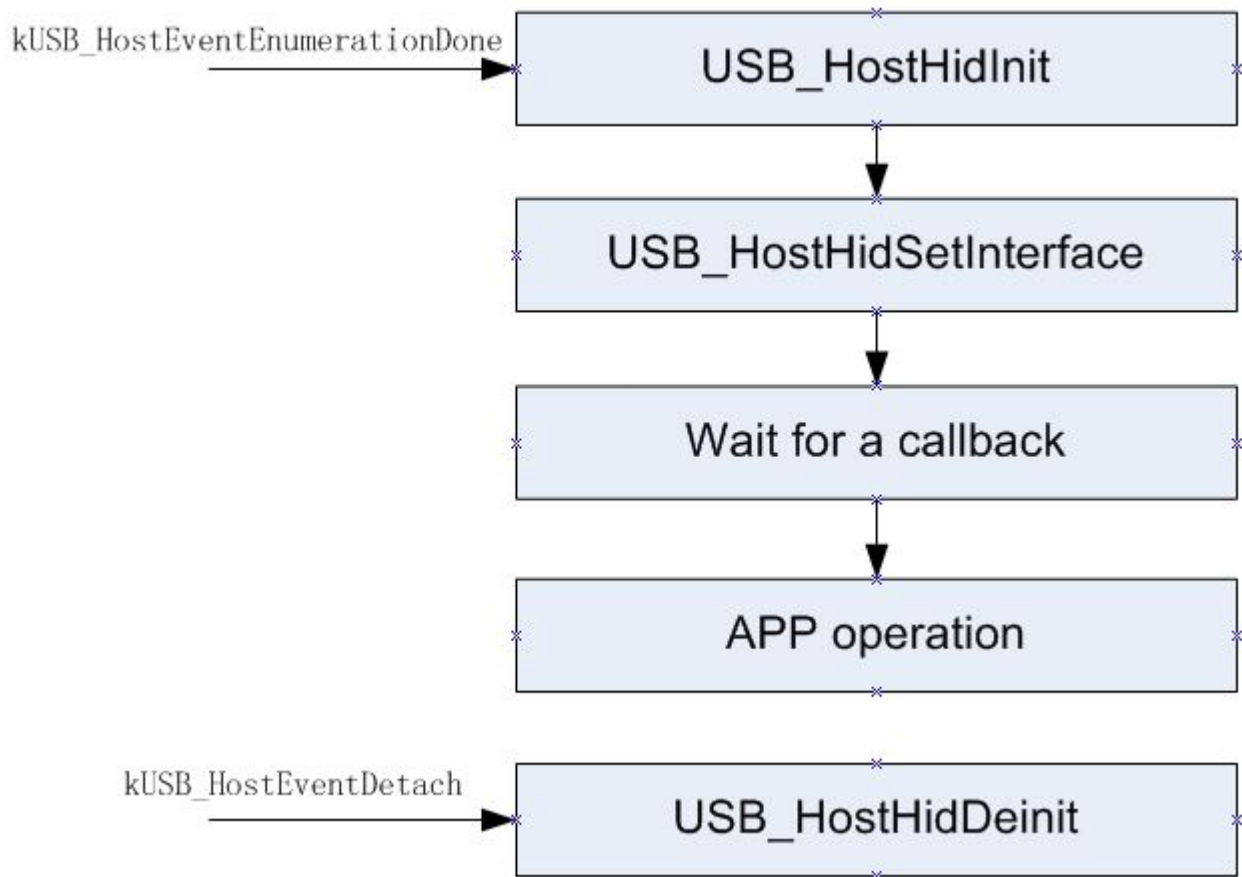 kUSB_HostEventEnumerationDone
USB_HostHidInit
USB_HostHidSetInterface
Wait for a callback
APP operation
kUSB_HostEventDetach
USB_HostHidDeinit